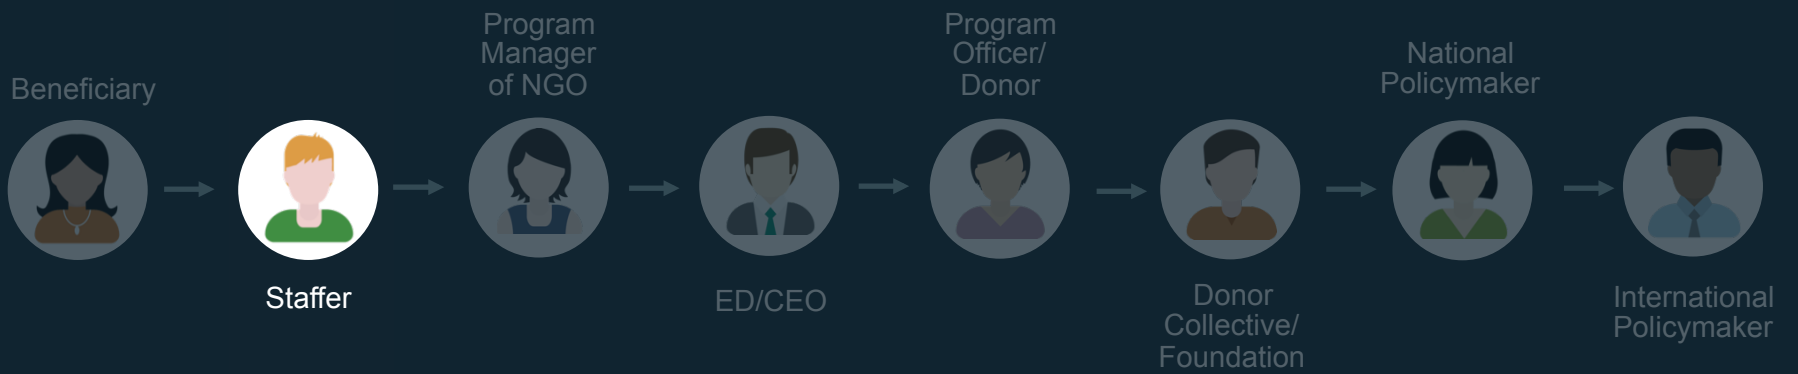 Beneficiary
Staffer
Program
Manager
of NGO
ED/CEO
Program
Officer/
Donor
Donor
Collective/
Foundation
National
Policymaker
International
Policymaker